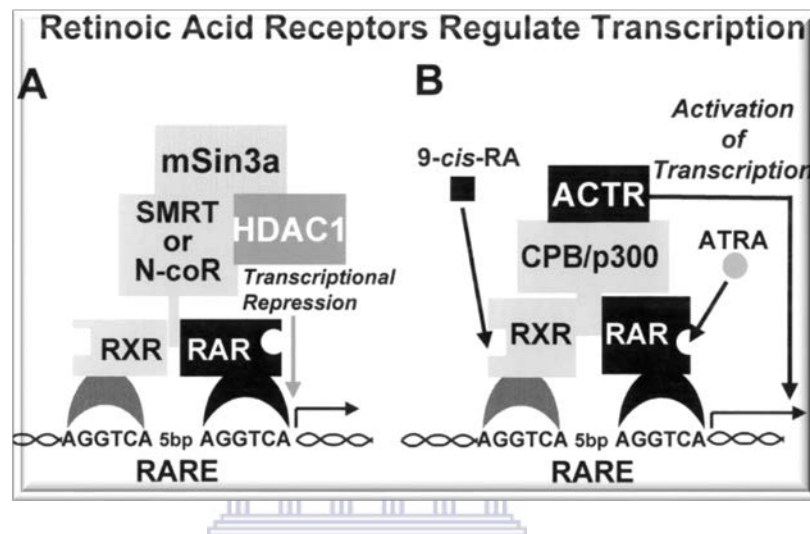 Retinoic Acid Receptors Regulate Transcription
A
mSin3a
SMRT
or
N-coR
HDAC1
Transcriptional
Repression
RXR
RAR
AGGTCA 5bp AGGTCA
RARE
B
Activation
of
Transcription
9-cis-RA
ACTR
CPB/p300
ATRA
RXR
RAR
AGGTCA 5bp AGGTCA
RARE